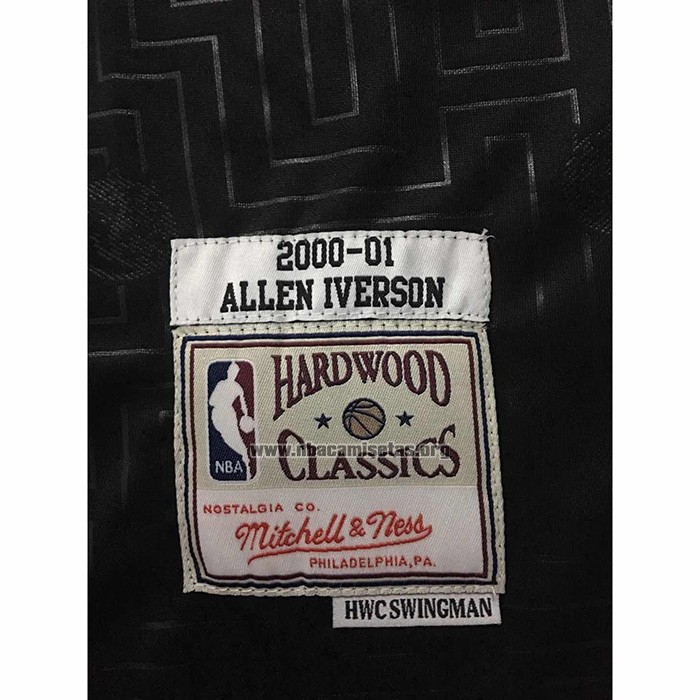 2000-01
ALLEN IVERSON
HARDWOOD
www.nbacamisetas.org
NBA
CLASSICS
NOSTALGIA CO.
Mitchell & Ness
PHILADELPHIA, PA.
HWC SWINGMAN